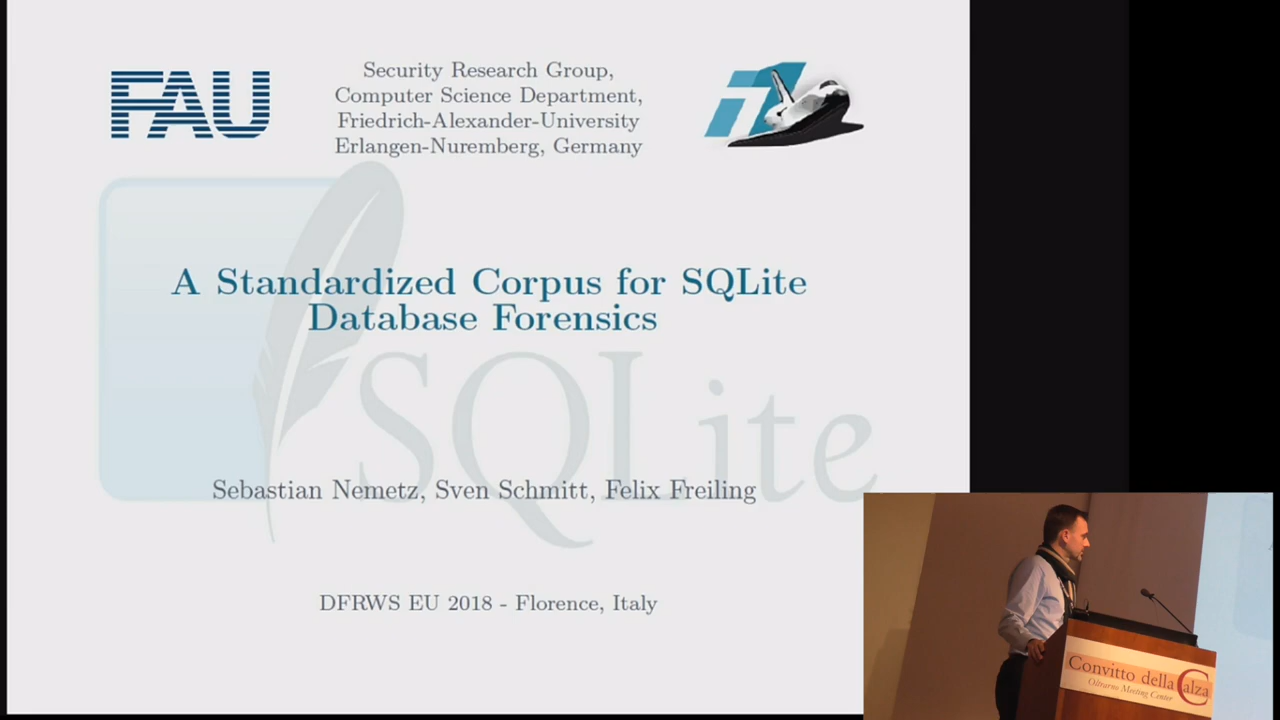 FAU
Security Research Group,
Computer Science Department,
Friedrich-Alexander-University
Erlangen-Nuremberg, Germany
A Standardized Corpus for SQLite
Database Forensics
SQLite
Sebastian Nemetz, Sven Schmitt, Felix Freiling
DFRWS EU 2018 - Florence, Italy
Convitto della Calza
Oltrarno Meeting Center